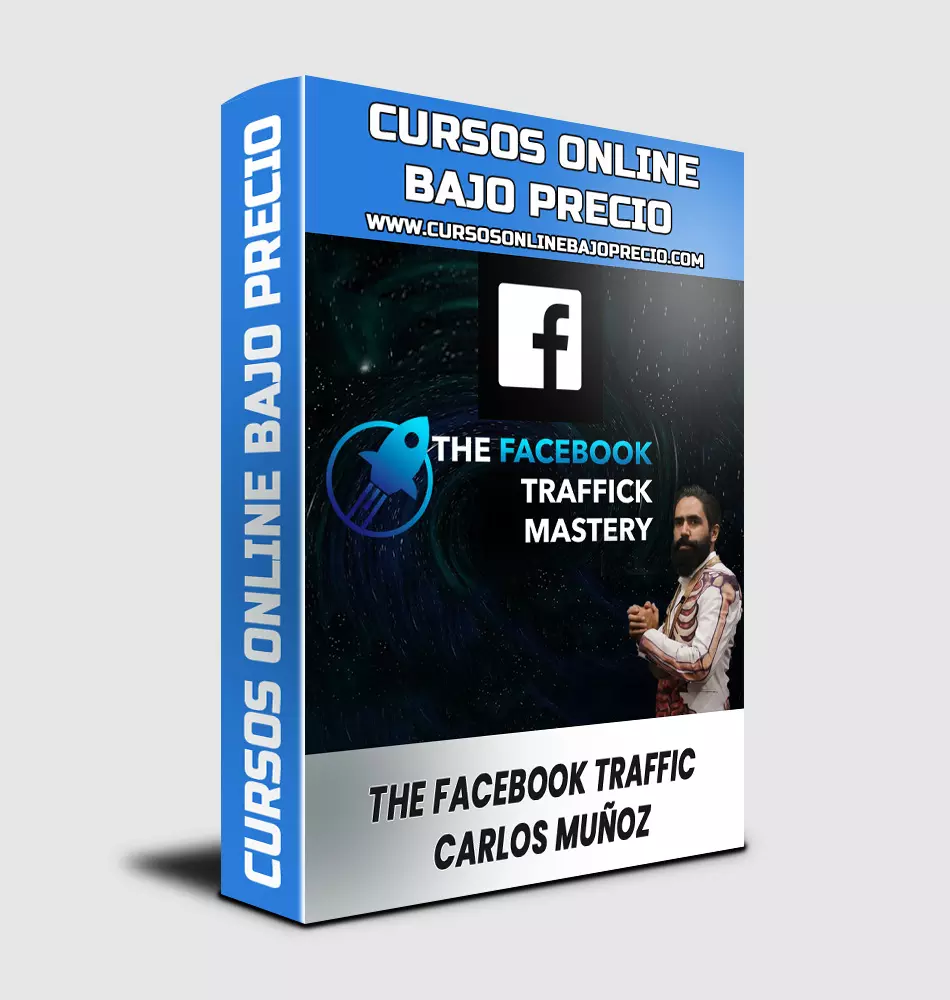 CURSOS ONLINE BAJO PRECIO
CURSOS ONLINE
BAJO PRECIO
WWW.CURSOSONLINEBAJOPRECIO.COM
f
THE FACEBOOK
TRAFFICK
MASTERY
THE FACEBOOK TRAFFIC
CARLOS MUÑOZ